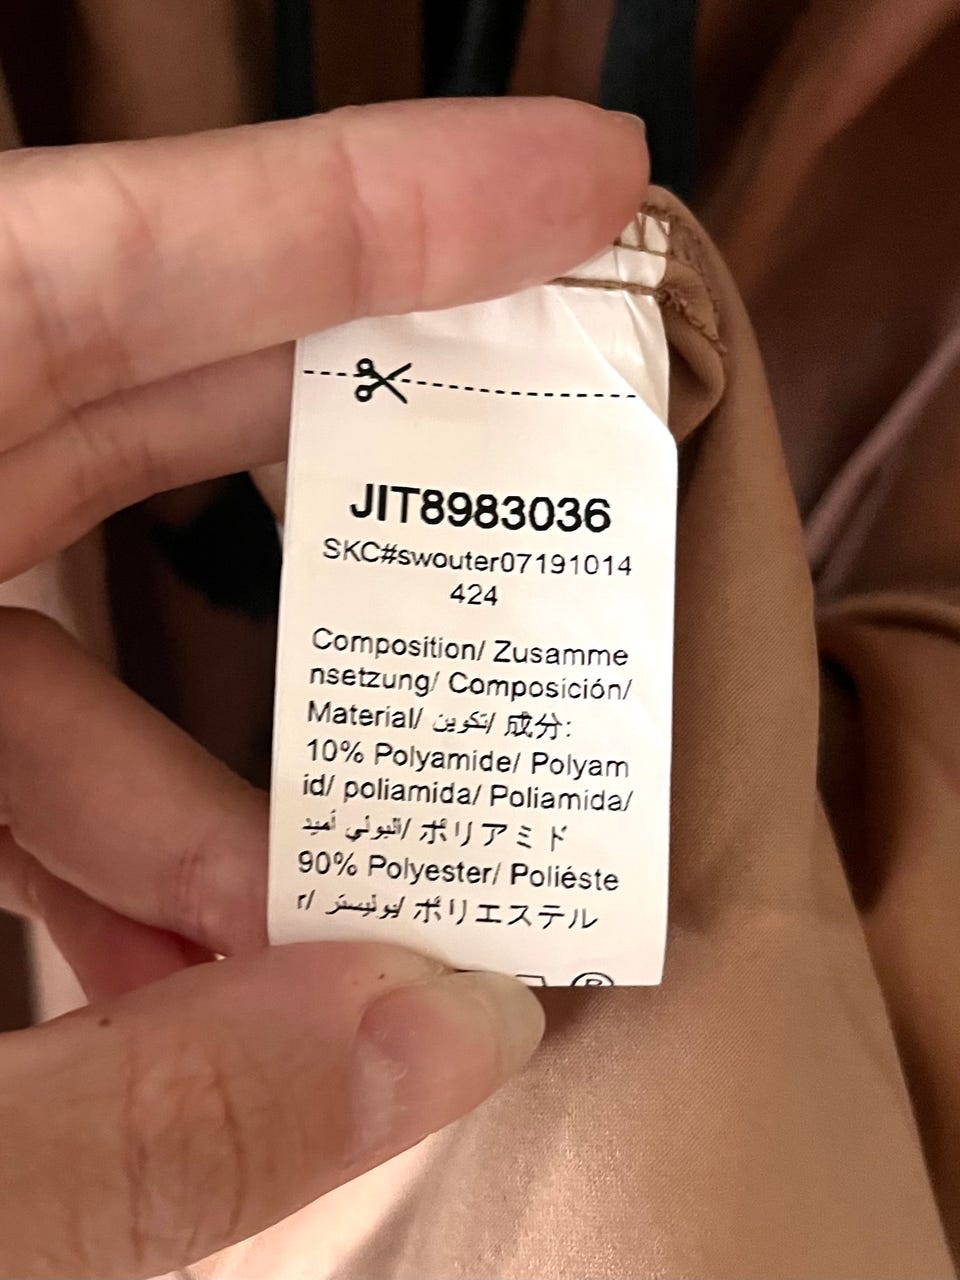 JIT8983036
SKC#swouter07191014
424
Composition/ Zusamme
nsetzung/ Composición/
Material/ تكوين/ 成分:
10% Polyamide/ Polyam
id/ poliamida/ Poliamida/
البولي أميد/ ポリアミド
90% Polyester/ Poliéste
r/ بوليستر/ ポリエステル